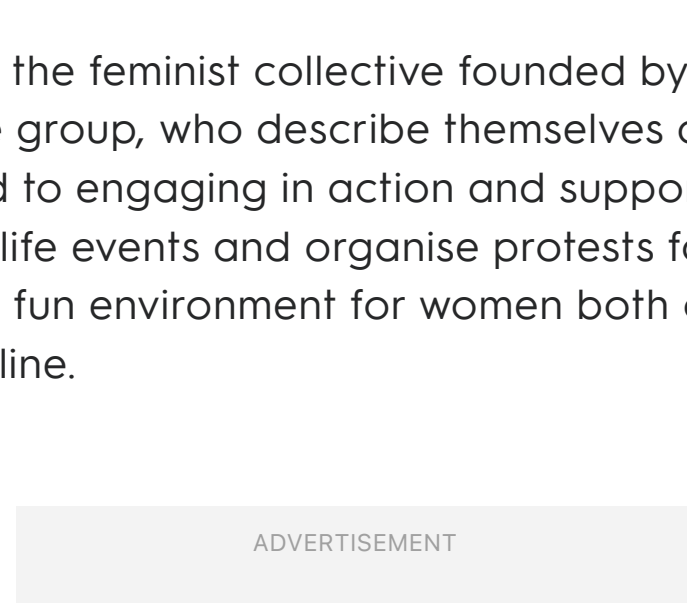 the feminist collective founded by
group, who describe themselves
to engaging in action and suppo
life events and organise protests
fun environment for women both
line.
ADVERTISEMENT